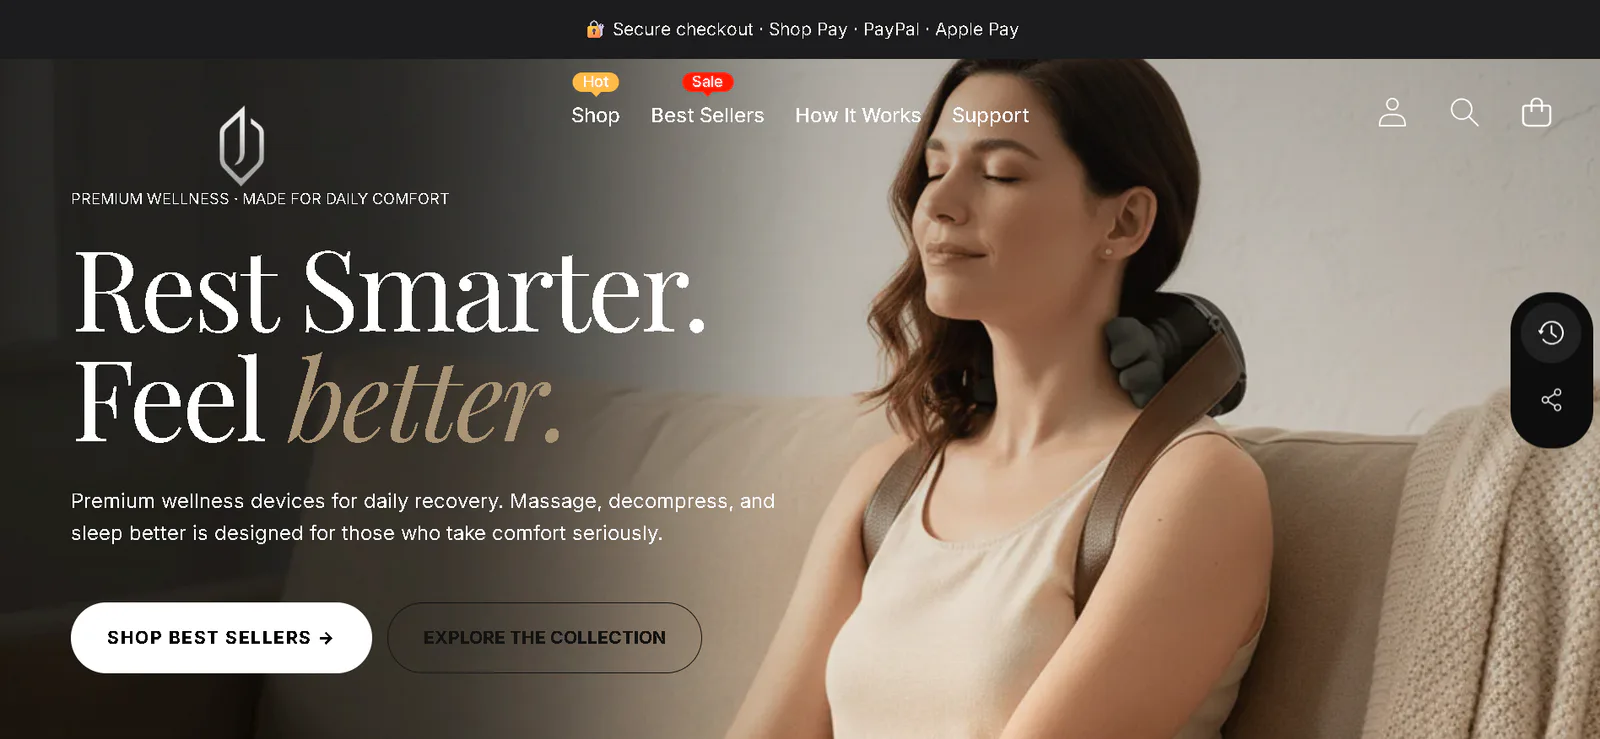 🔐 Secure checkout · Shop Pay · PayPal · Apple Pay
Hot
Sale
Shop
Best Sellers
How It Works
Support
PREMIUM WELLNESS · MADE FOR DAILY COMFORT
Rest Smarter.
Feel better.
Premium wellness devices for daily recovery. Massage, decompress, and
sleep better is designed for those who take comfort seriously.
SHOP BEST SELLERS →
EXPLORE THE COLLECTION